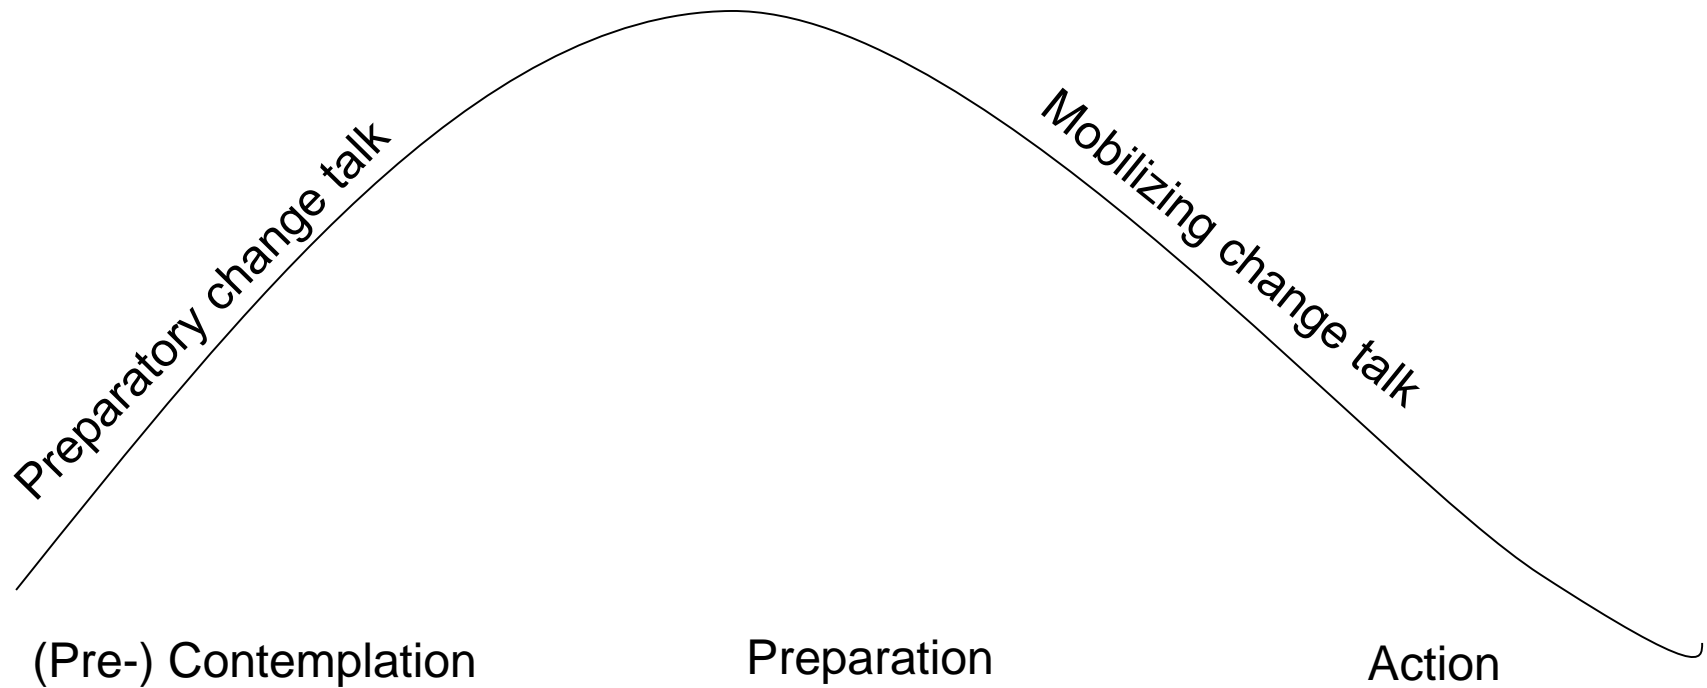 Preparatory change talk
Mobilizing change talk
(Pre-) Contemplation
Preparation
Action